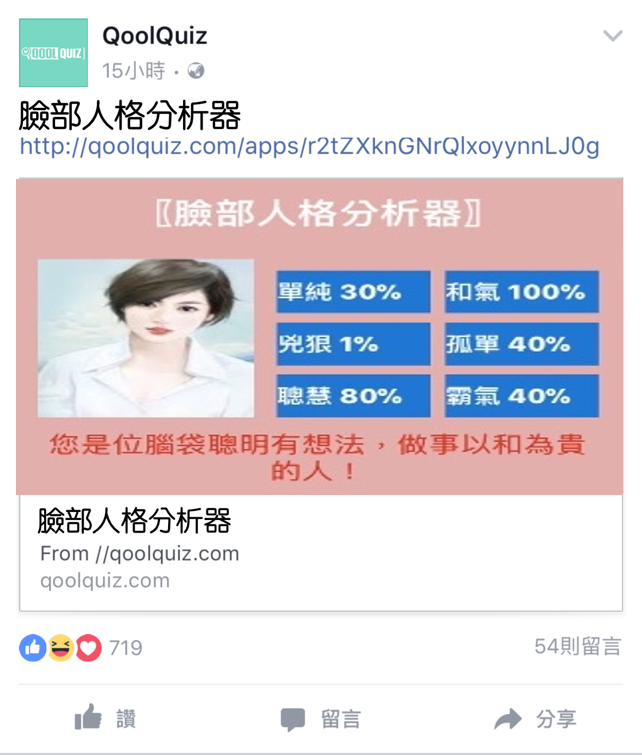 QOOL QUIZ
QoolQuiz
15小時 ·
臉部人格分析器
http://qoolquiz.com/apps/r2tZXknGNrQlxoyynnLJ0g
〖臉部人格分析器〗
單純 30%
和氣 100%
兇狠 1%
孤單 40%
聰慧 80%
霸氣 40%
您是位腦袋聰明有想法，做事以和為貴
的人！
臉部人格分析器
From //qoolquiz.com
qoolquiz.com
719
54則留言
讚
留言
分享